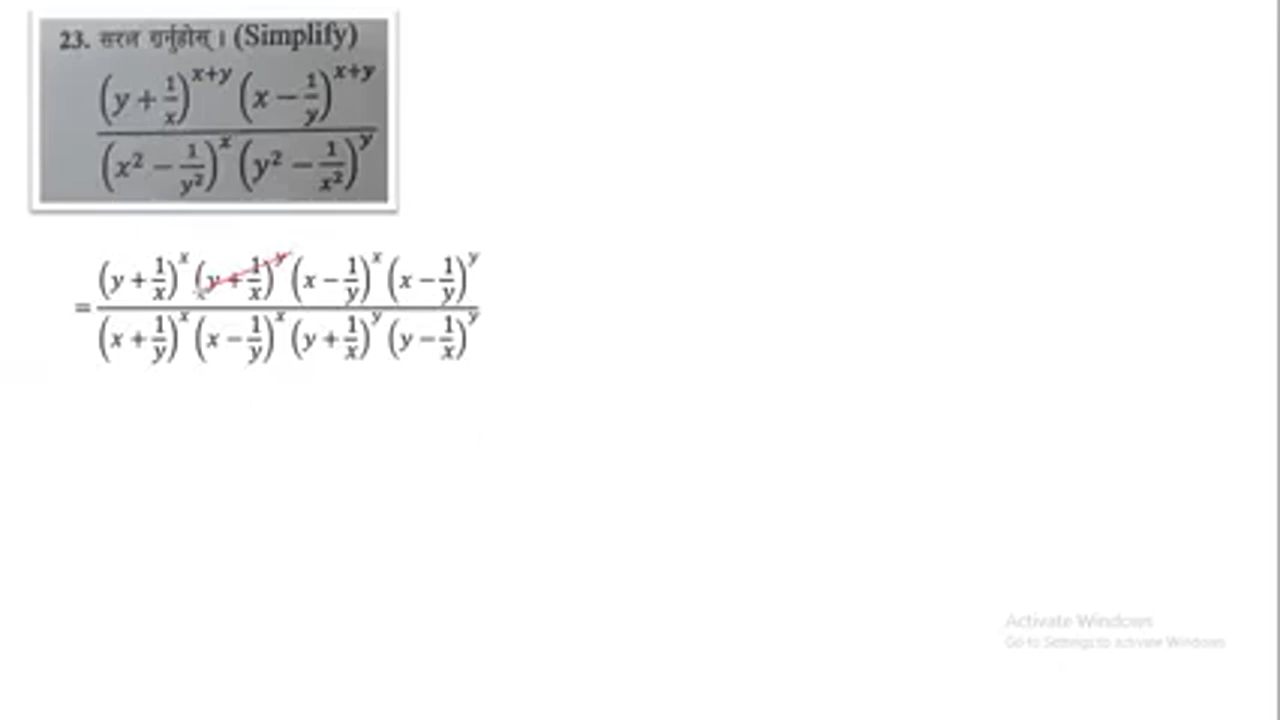 23. सरल गर्नुहोस् । (Simplify)
(y + 1/x)^{x+y} (x − 1/y)^{x+y}
(x² − 1/y²)^x (y² − 1/x²)^y
= (y + 1/x)^x (y + 1/x)^y (x − 1/y)^x (x − 1/y)^y
(x + 1/y)^x (x − 1/y)^x (y + 1/x)^y (y − 1/x)^y
Activate Windows
Go to Settings to activate Windows